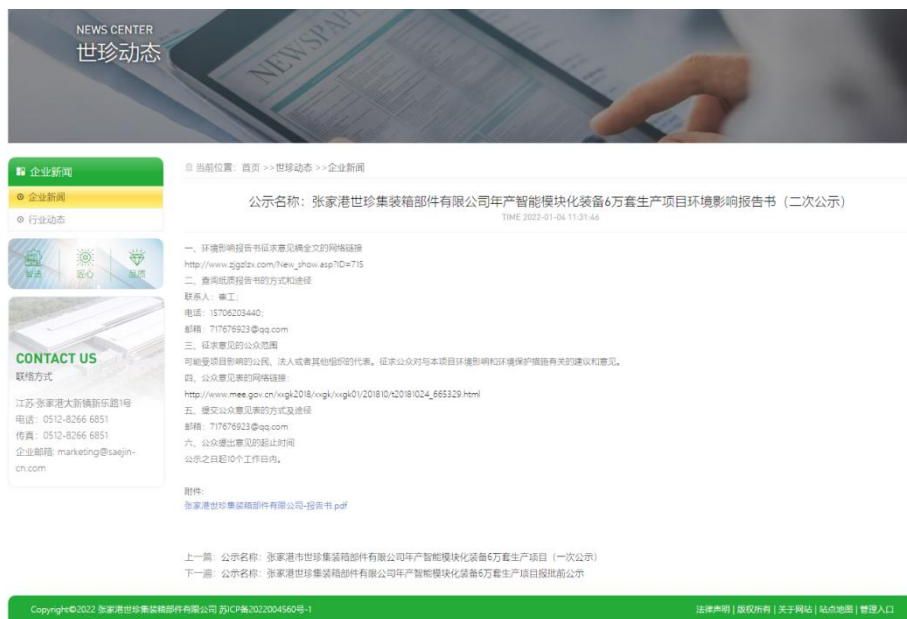 NEWS CENTER
世珍动态
NEWSPAPER
企业新闻
企业新闻
行业动态
智造
匠心
品质
CONTACT US
联络方式
江苏·张家港大新镇新乐路1号
电话：0512-8266 6851
传真：0512-8266 6851
企业邮箱: marketing@saejin-
cn.com
当前位置：首页 >>世珍动态 >>企业新闻
公示名称：张家港世珍集装箱部件有限公司年产智能模块化装备6万套生产项目环境影响报告书（二次公示）
TIME 2022-01-04 11:31:46
一、环境影响报告书征求意见稿全文的网络链接
http://www.zjgzlzx.com/New_show.asp?ID=715
二、查阅纸质报告书的方式和途径
联系人：崔工；
电话：15706203440；
邮箱：717676923@qq.com
三、征求意见的公众范围
可能受项目影响的公民、法人或者其他组织的代表。征求公众对与本项目环境影响和环境保护措施有关的建议和意见。
四、公众意见表的网络链接：
http://www.mee.gov.cn/xxgk2018/xxgk/xxgk01/201810/t20181024_665329.html
五、提交公众意见表的方式及途径
邮箱：717676923@qq.com
六、公众提出意见的起止时间
公示之日起10个工作日内。
附件：
张家港世珍集装箱部件有限公司-报告书.pdf
上一篇：公示名称：张家港市世珍集装箱部件有限公司年产智能模块化装备6万套生产项目（一次公示）
下一篇：公示名称：张家港世珍集装箱部件有限公司年产智能模块化装备6万套生产项目报批前公示
Copyright©2022 张家港世珍集装箱部件有限公司 苏ICP备2022004560号-1
法律声明 | 版权所有 | 关于网站 | 站点地图 | 管理入口